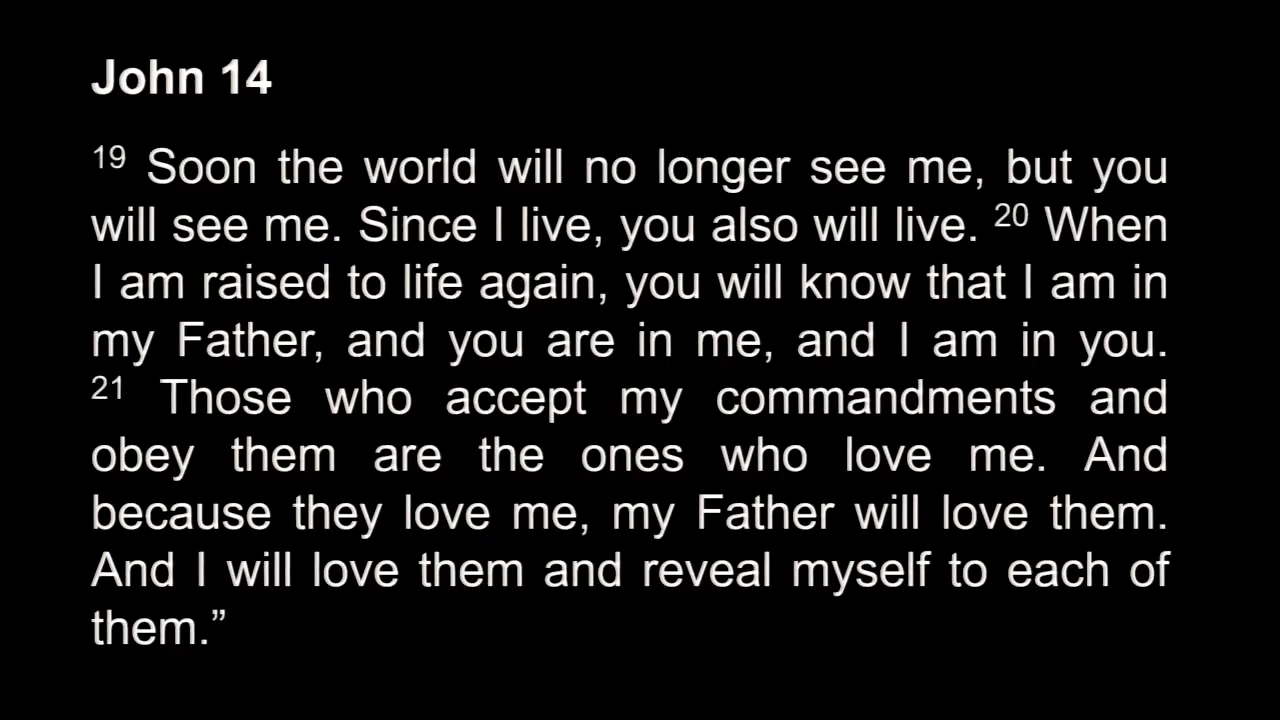 John 14
19 Soon the world will no longer see me, but you
will see me. Since I live, you also will live. 20 When
I am raised to life again, you will know that I am in
my Father, and you are in me, and I am in you.
21 Those who accept my commandments and
obey them are the ones who love me. And
because they love me, my Father will love them.
And I will love them and reveal myself to each of
them.”